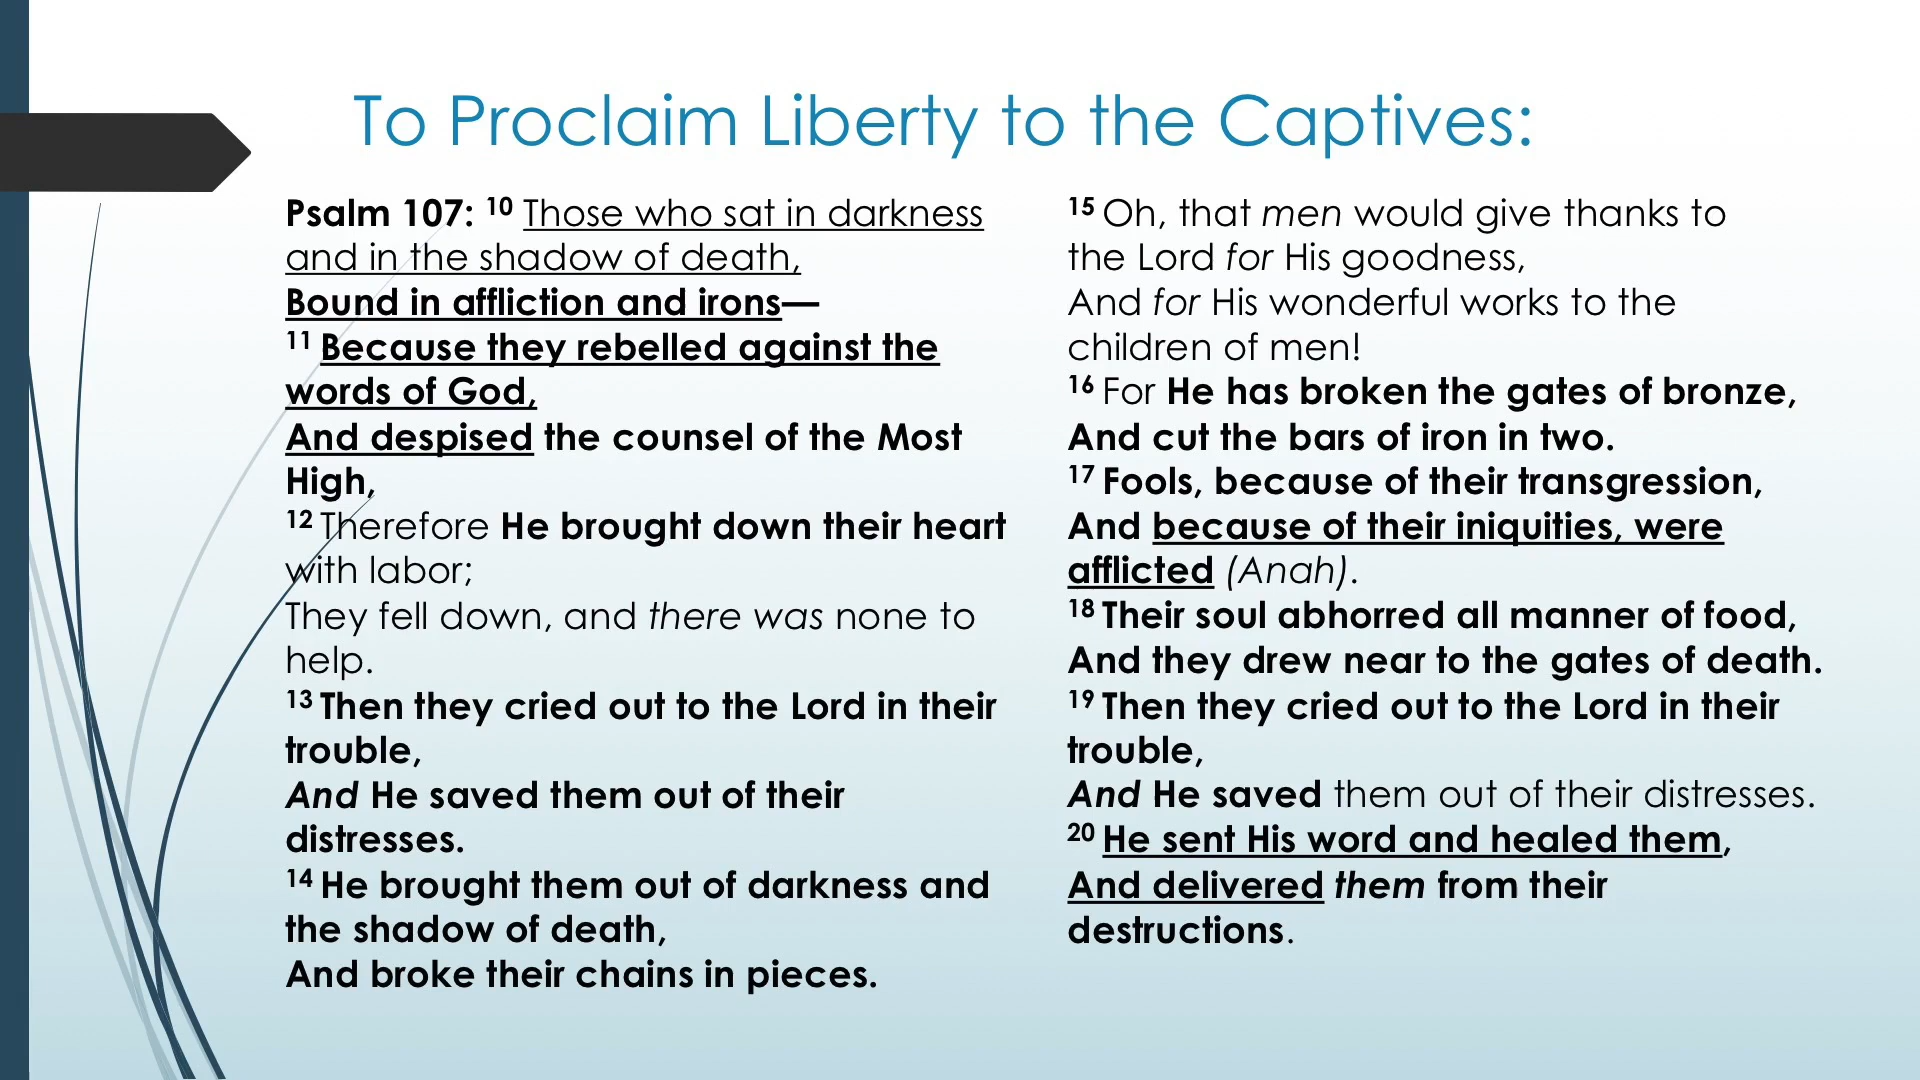 To Proclaim Liberty to the Captives:
Psalm 107: 10 Those who sat in darkness
and in the shadow of death,
Bound in affliction and irons—
11 Because they rebelled against the
words of God,
And despised the counsel of the Most
High,
12 Therefore He brought down their heart
with labor;
They fell down, and there was none to
help.
13 Then they cried out to the Lord in their
trouble,
And He saved them out of their
distresses.
14 He brought them out of darkness and
the shadow of death,
And broke their chains in pieces.
15 Oh, that men would give thanks to
the Lord for His goodness,
And for His wonderful works to the
children of men!
16 For He has broken the gates of bronze,
And cut the bars of iron in two.
17 Fools, because of their transgression,
And because of their iniquities, were
afflicted (Anah).
18 Their soul abhorred all manner of food,
And they drew near to the gates of death.
19 Then they cried out to the Lord in their
trouble,
And He saved them out of their distresses.
20 He sent His word and healed them,
And delivered them from their
destructions.